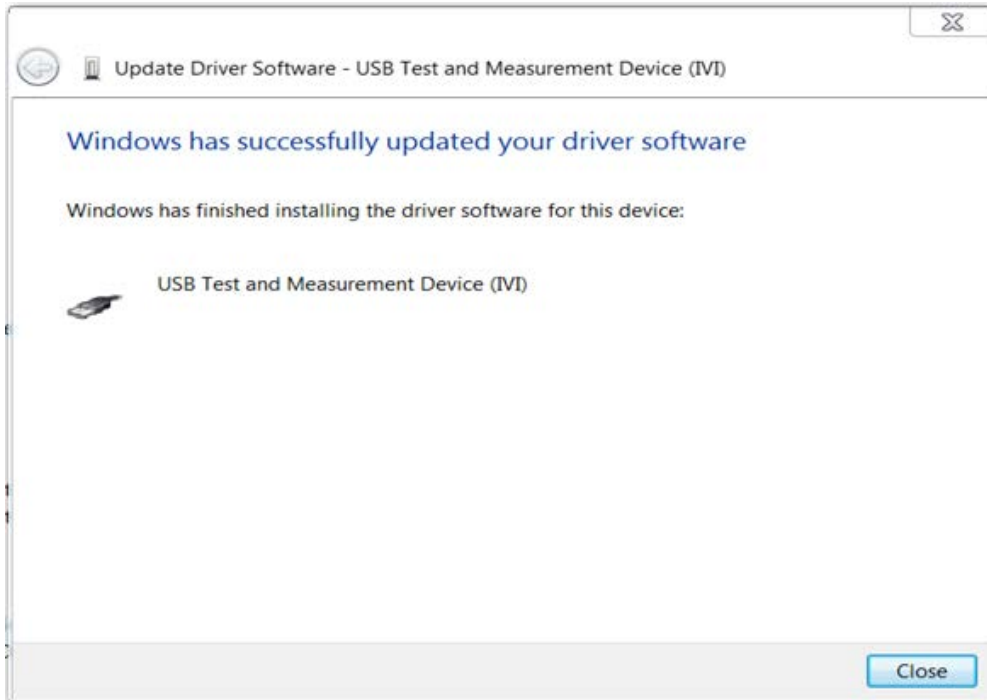 Update Driver Software - USB Test and Measurement Device (IVI)
Windows has successfully updated your driver software
Windows has finished installing the driver software for this device:
USB Test and Measurement Device (IVI)
Close